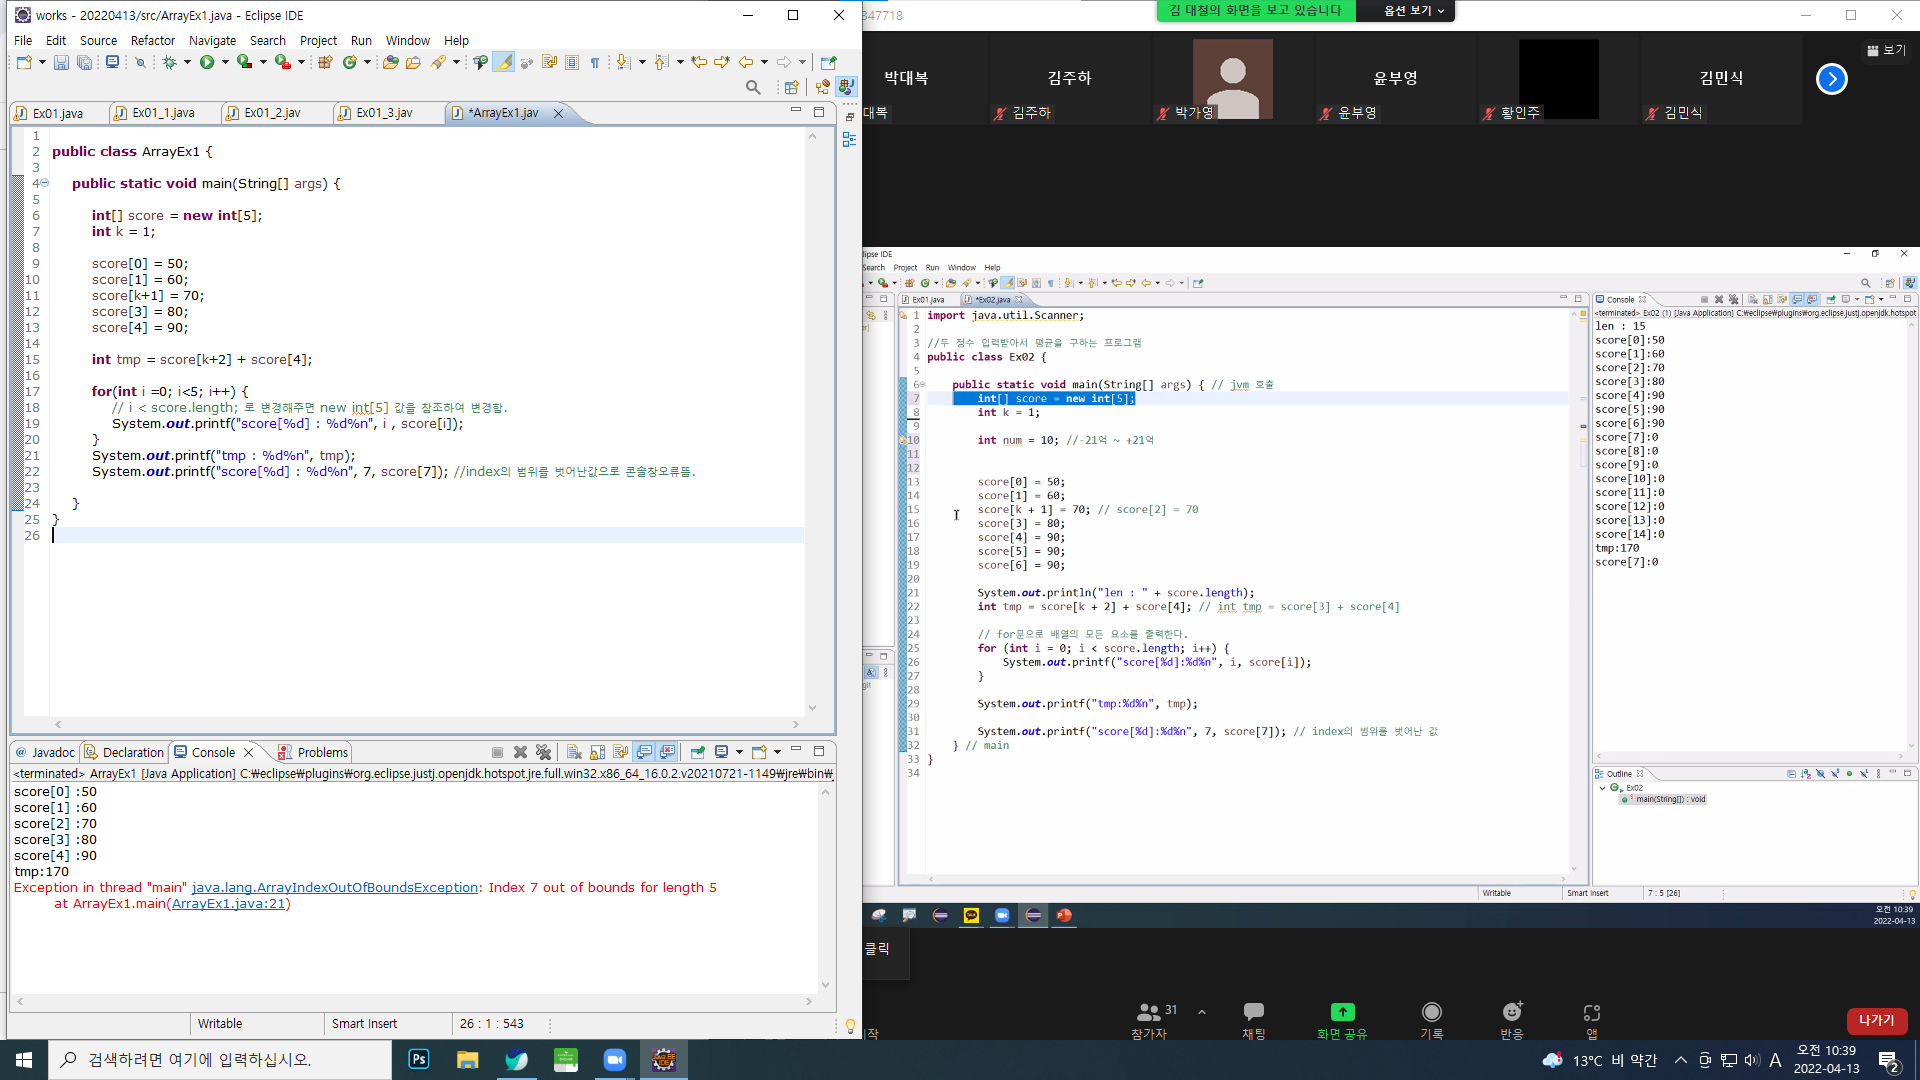 works - 20220413/src/ArrayEx1.java - Eclipse IDE
File Edit Source Refactor Navigate Search Project Run Window Help
Ex01.java
Ex01_1.java
Ex01_2.jav
Ex01_3.jav
*ArrayEx1.jav
1
2 public class ArrayEx1 {
3
4 public static void main(String[] args) {
5
6 int[] score = new int[5];
7 int k = 1;
8
9 score[0] = 50;
10 score[1] = 60;
11 score[k+1] = 70;
12 score[3] = 80;
13 score[4] = 90;
14
15 int tmp = score[k+2] + score[4];
16
17 for(int i =0; i<5; i++) {
18 // i < score.length; 로 변경해주면 new int[5] 값을 참조하여 변경함.
19 System.out.printf("score[%d] : %d%n", i , score[i]);
20 }
21 System.out.printf("tmp : %d%n", tmp);
22 System.out.printf("score[%d] : %d%n", 7, score[7]); //index의 범위를 벗어난값으로 콘솔창오류뜸.
23
24 }
25 }
26
Javadoc Declaration Console Problems
<terminated> ArrayEx1 [Java Application] C:₩eclipse₩plugins₩org.eclipse.justj.openjdk.hotspot.jre.full.win32.x86_64_16.0.2.v20210721-1149₩jre₩bin₩
score[0] :50
score[1] :60
score[2] :70
score[3] :80
score[4] :90
tmp:170
Exception in thread "main" java.lang.ArrayIndexOutOfBoundsException: Index 7 out of bounds for length 5
at ArrayEx1.main(ArrayEx1.java:21)
Writable Smart Insert 26 : 1 : 543
347718
김 대철의 화면을 보고 있습니다
옵션 보기
보기
박대복 김주하 윤부영 김민식
대복 김주하 박가영 윤부영 황인주 김민식
lipse IDE
Search Project Run Window Help
Ex01.java *Ex02.java
1 import java.util.Scanner;
2
3 //두 정수 입력받아서 평균을 구하는 프로그램
4 public class Ex02 {
5
6 public static void main(String[] args) { // jvm 호출
7 int[] score = new int[5];
8 int k = 1;
9
10 int num = 10; //-21억 ~ +21억
11
12
13 score[0] = 50;
14 score[1] = 60;
15 score[k + 1] = 70; // score[2] = 70
16 score[3] = 80;
17 score[4] = 90;
18 score[5] = 90;
19 score[6] = 90;
20
21 System.out.println("len : " + score.length);
22 int tmp = score[k + 2] + score[4]; // int tmp = score[3] + score[4]
23
24 // for문으로 배열의 모든 요소를 출력한다.
25 for (int i = 0; i < score.length; i++) {
26 System.out.printf("score[%d]:%d%n", i, score[i]);
27 }
28
29 System.out.printf("tmp:%d%n", tmp);
30
31 System.out.printf("score[%d]:%d%n", 7, score[7]); // index의 범위를 벗어난 값
32 } // main
33 }
34
Writable Smart Insert 7 : 5 [26]
Console
<terminated> Ex02 (1) [Java Application] C:₩eclipse₩plugins₩org.eclipse.justj.openjdk.hotspot
len : 15
score[0]:50
score[1]:60
score[2]:70
score[3]:80
score[4]:90
score[5]:90
score[6]:90
score[7]:0
score[8]:0
score[9]:0
score[10]:0
score[11]:0
score[12]:0
score[13]:0
score[14]:0
tmp:170
score[7]:0
Outline
Ex02
main(String[]) : void
오전 10:39
2022-04-13
클릭
31
참가자 채팅 화면 공유 기록 반응 앱
나가기
검색하려면 여기에 입력하십시오.
Ps
13°C 비 약간
A
오전 10:39
2022-04-13
2